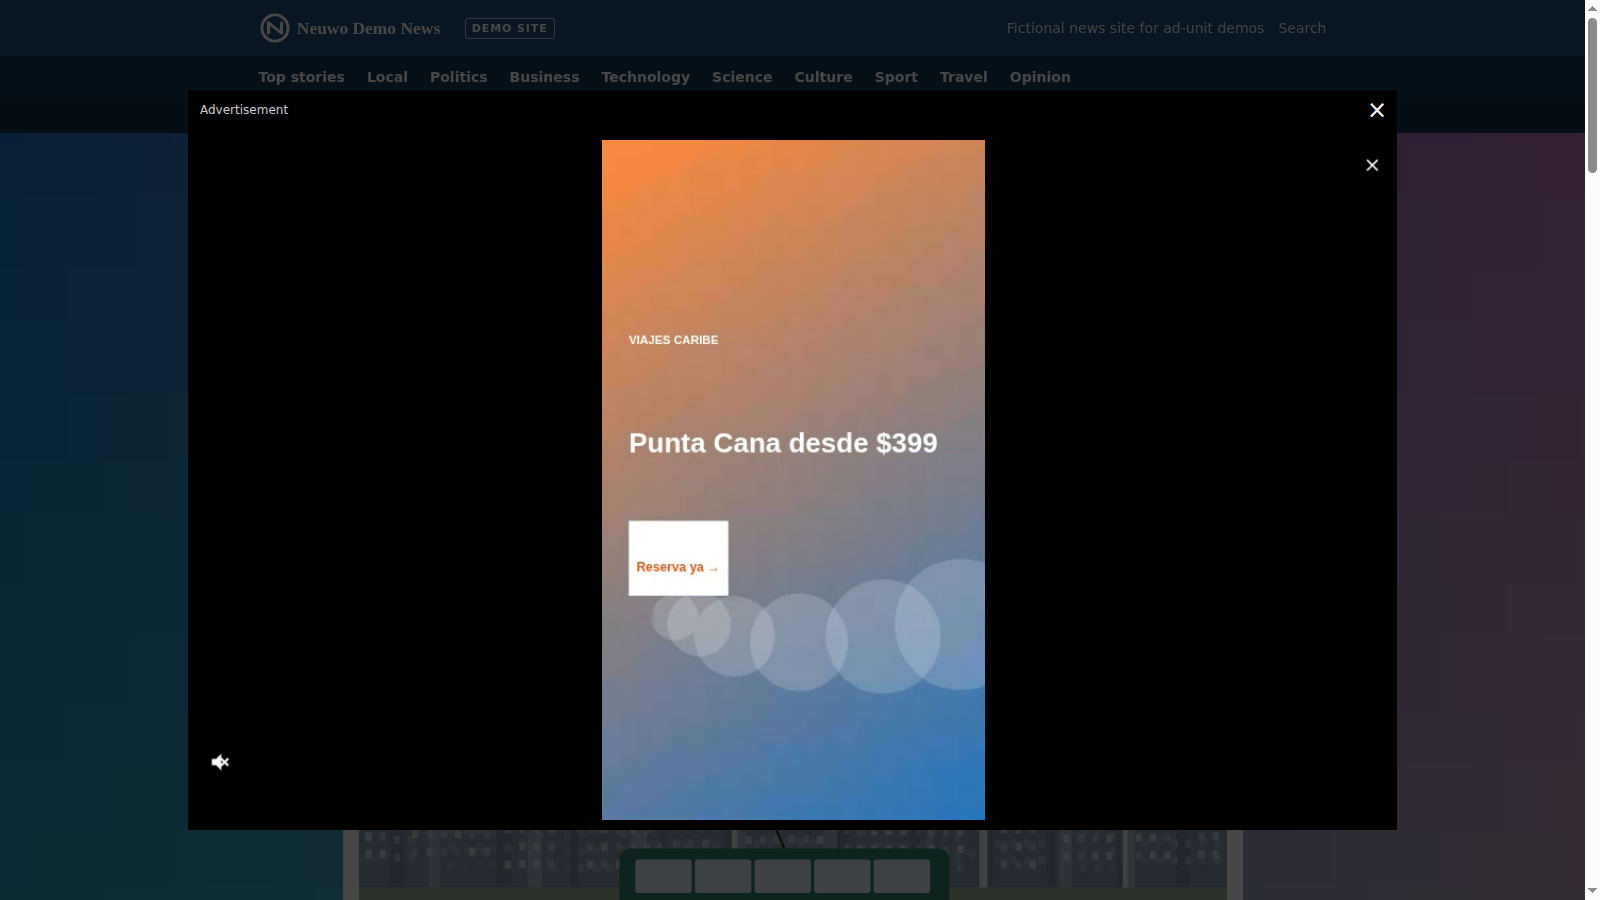 Neuwo Demo News
DEMO SITE
Fictional news site for ad-unit demos
Search
Top stories
Local
Politics
Business
Technology
Science
Culture
Sport
Travel
Opinion
Advertisement
VIAJES CARIBE
Punta Cana desde $399
Reserva ya →